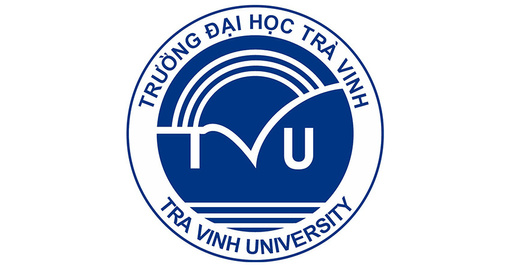 TRƯỜNG ĐẠI HỌC TRÀ VINH
TVU
TRA VINH UNIVERSITY